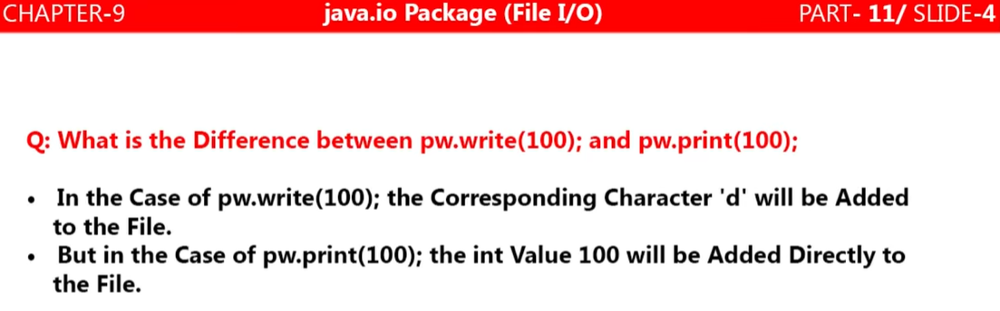 CHAPTER-9 java.io Package (File I/O) PART- 11/ SLIDE-4
Q: What is the Difference between pw.write(100); and pw.print(100);
• In the Case of pw.write(100); the Corresponding Character 'd' will be Added
to the File.
• But in the Case of pw.print(100); the int Value 100 will be Added Directly to
the File.